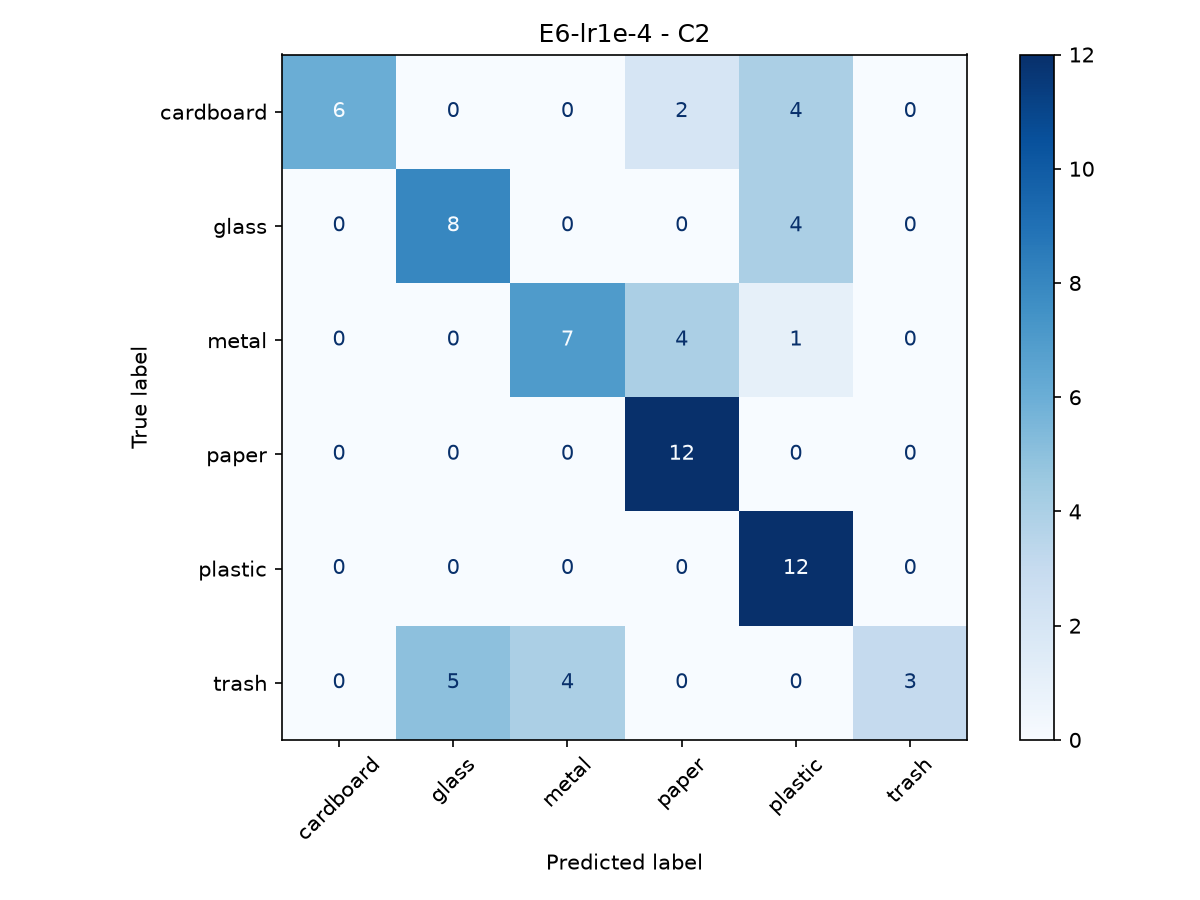 E6-lr1e-4 - C2
cardboard 6 0 0 2 4 0
glass 0 8 0 0 4 0
metal 0 0 7 4 1 0
paper 0 0 0 12 0 0
plastic 0 0 0 0 12 0
trash 0 5 4 0 0 3
True label
cardboard glass metal paper plastic trash
Predicted label
12
10
8
6
4
2
0